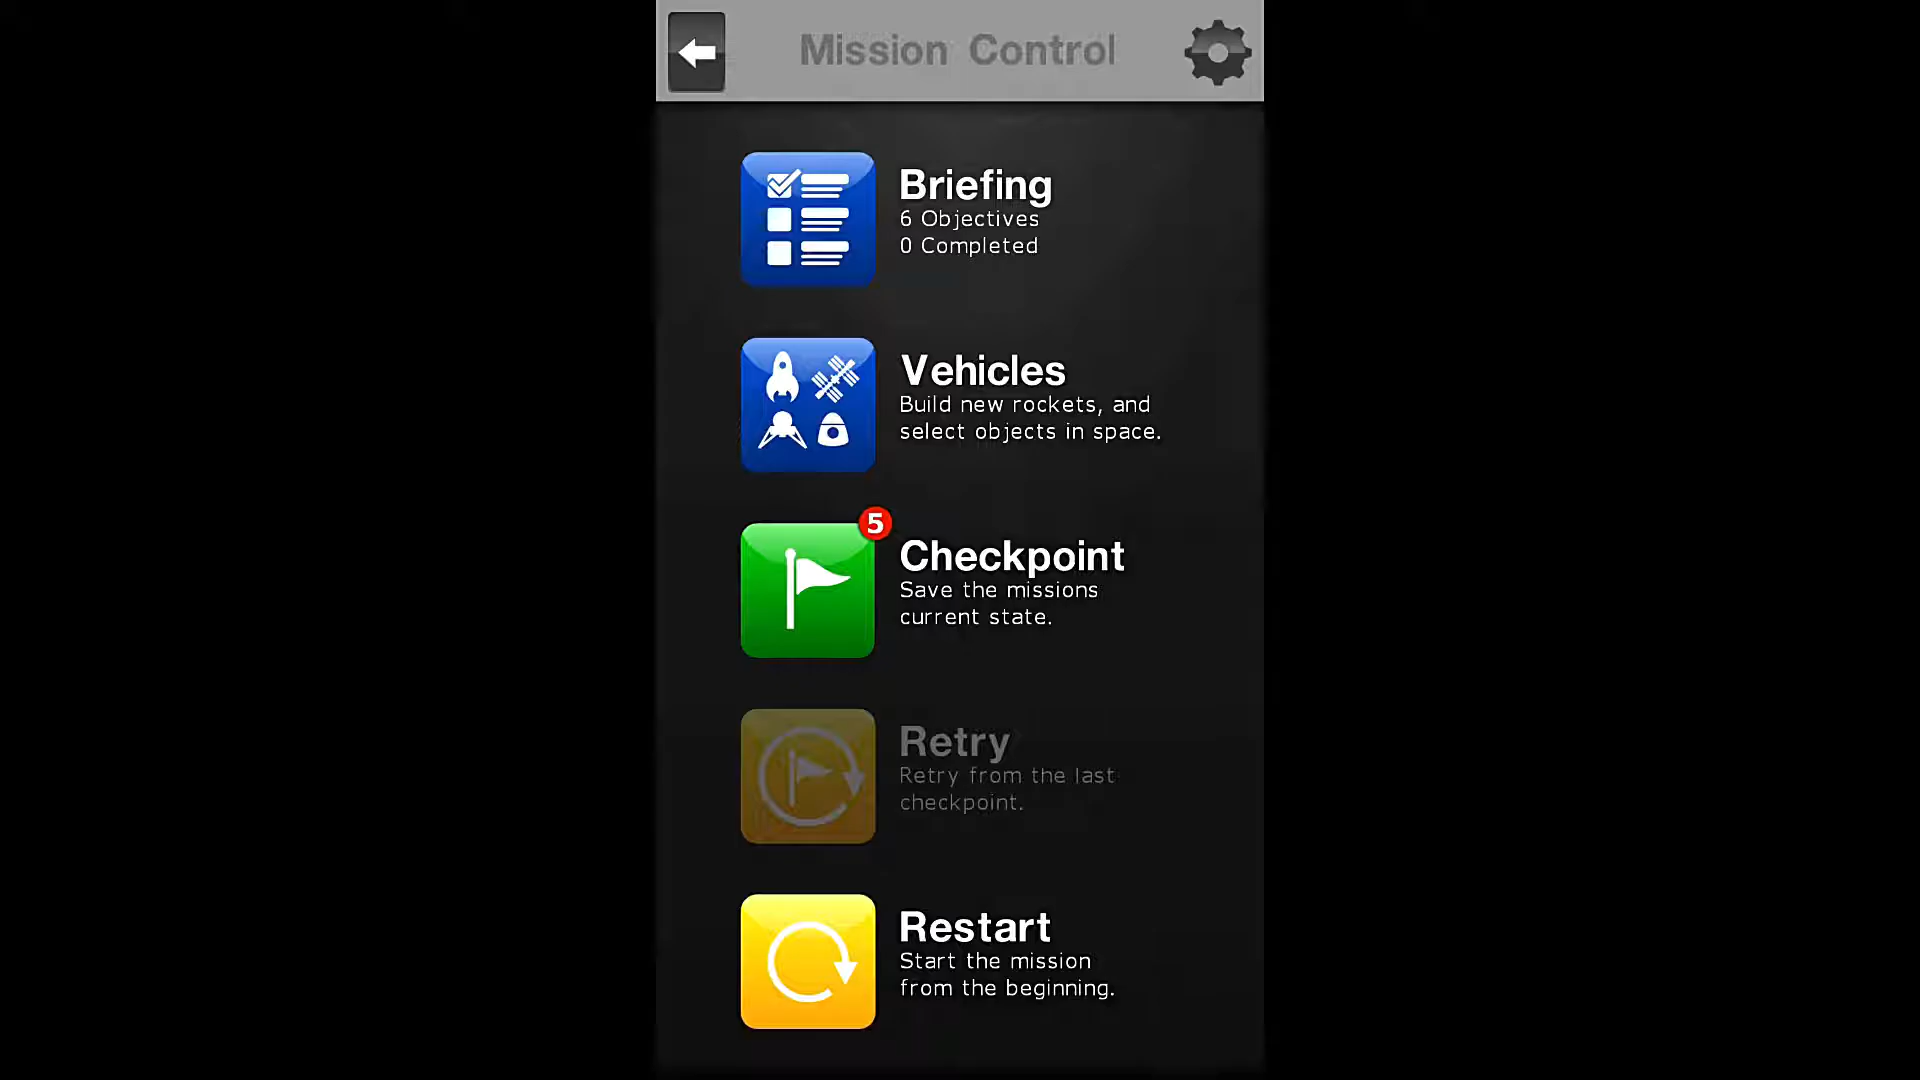 Mission Control
Briefing
6 Objectives
0 Completed
Vehicles
Build new rockets, and
select objects in space.
5
Checkpoint
Save the missions
current state.
Retry
Retry from the last
checkpoint.
Restart
Start the mission
from the beginning.